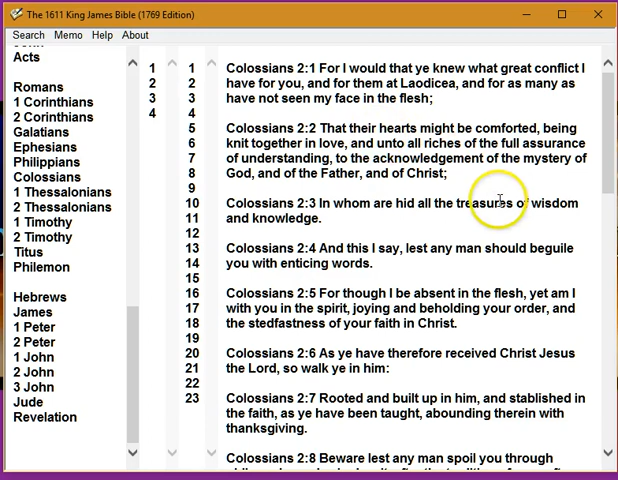 The 1611 King James Bible (1769 Edition)
Search Memo Help About
Acts
Romans
1 Corinthians
2 Corinthians
Galatians
Ephesians
Philippians
Colossians
1 Thessalonians
2 Thessalonians
1 Timothy
2 Timothy
Titus
Philemon
Hebrews
James
1 Peter
2 Peter
1 John
2 John
3 John
Jude
Revelation
1
2
3
4
1
2
3
4
5
6
7
8
9
10
11
12
13
14
15
16
17
18
19
20
21
22
23
Colossians 2:1 For I would that ye knew what great conflict I
have for you, and for them at Laodicea, and for as many as
have not seen my face in the flesh;
Colossians 2:2 That their hearts might be comforted, being
knit together in love, and unto all riches of the full assurance
of understanding, to the acknowledgement of the mystery of
God, and of the Father, and of Christ;
Colossians 2:3 In whom are hid all the treasures of wisdom
and knowledge.
Colossians 2:4 And this I say, lest any man should beguile
you with enticing words.
Colossians 2:5 For though I be absent in the flesh, yet am I
with you in the spirit, joying and beholding your order, and
the stedfastness of your faith in Christ.
Colossians 2:6 As ye have therefore received Christ Jesus
the Lord, so walk ye in him:
Colossians 2:7 Rooted and built up in him, and stablished in
the faith, as ye have been taught, abounding therein with
thanksgiving.
Colossians 2:8 Beware lest any man spoil you through